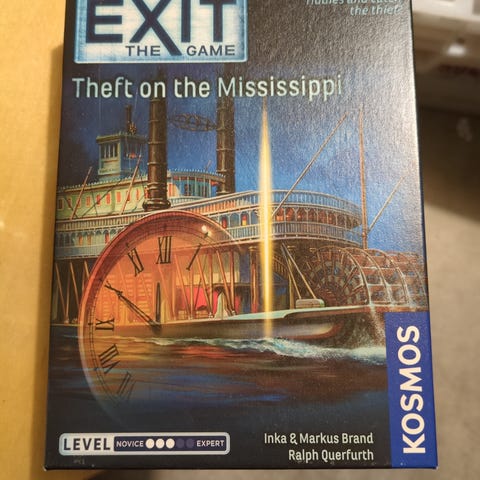 riddles and catch
the thief
EXIT
THE GAME
Theft on the Mississippi
XII
KOSMOS
LEVEL NOVICE EXPERT
Inka & Markus Brand
Ralph Querfurth